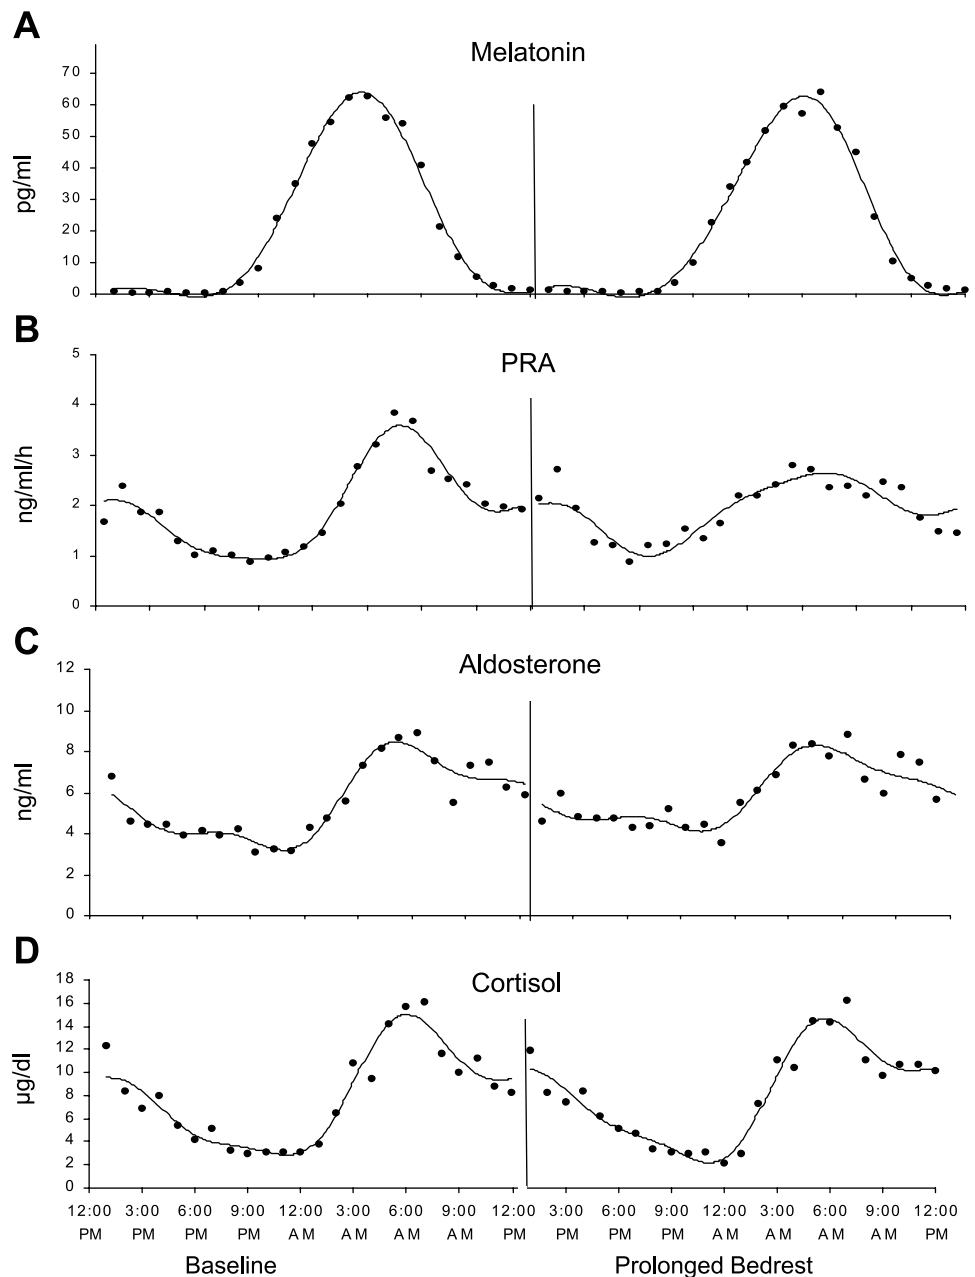 A
Melatonin
70
60
50
40
30
20
10
0
pg/ml
B
PRA
5
4
3
2
1
0
ng/ml/h
C
Aldosterone
12
10
8
6
4
2
0
ng/ml
D
Cortisol
18
16
14
12
10
8
6
4
2
0
µg/dl
12:00 3:00 6:00 9:00 12:00 3:00 6:00 9:00 12:00 3:00 6:00 9:00 12:00 3:00 6:00 9:00 12:00
PM PM PM PM AM AM AM AM PM PM PM PM AM AM AM AM PM
Baseline Prolonged Bedrest